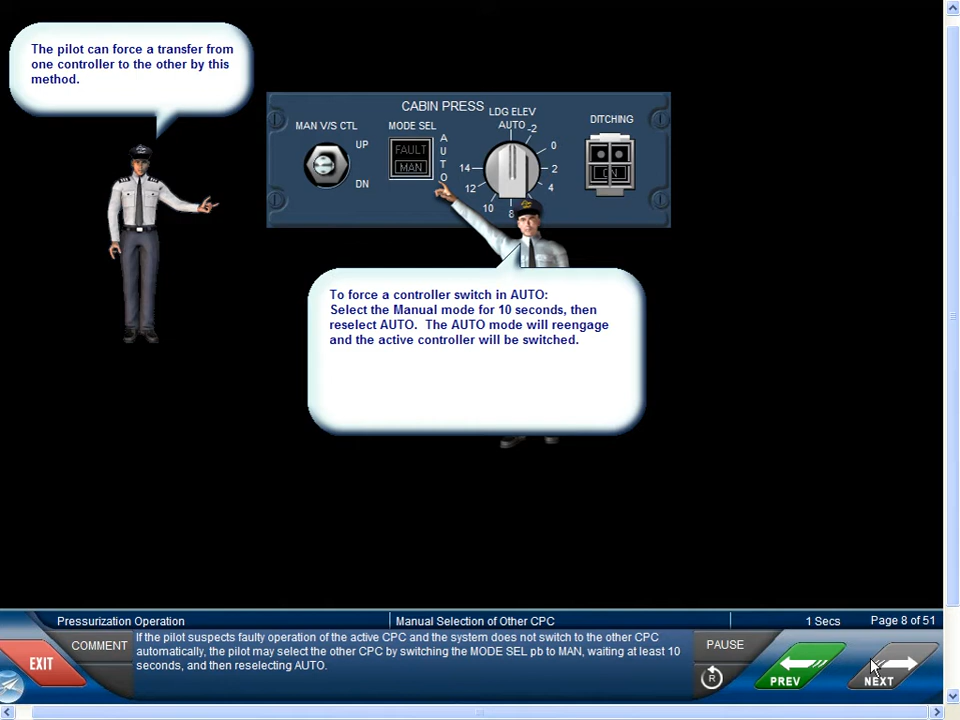 The pilot can force a transfer from
one controller to the other by this
method.
CABIN PRESS
LDG ELEV
AUTO
MAN V/S CTL
MODE SEL
DITCHING
UP
DN
FAULT
MAN
A
U
T
O
-2
0
2
4
8
10
12
14
ON
To force a controller switch in AUTO:
Select the Manual mode for 10 seconds, then
reselect AUTO. The AUTO mode will reengage
and the active controller will be switched.
Pressurization Operation
Manual Selection of Other CPC
1 Secs
Page 8 of 51
EXIT
COMMENT
If the pilot suspects faulty operation of the active CPC and the system does not switch to the other CPC
automatically, the pilot may select the other CPC by switching the MODE SEL pb to MAN, waiting at least 10
seconds, and then reselecting AUTO.
PAUSE
R
PREV
NEXT